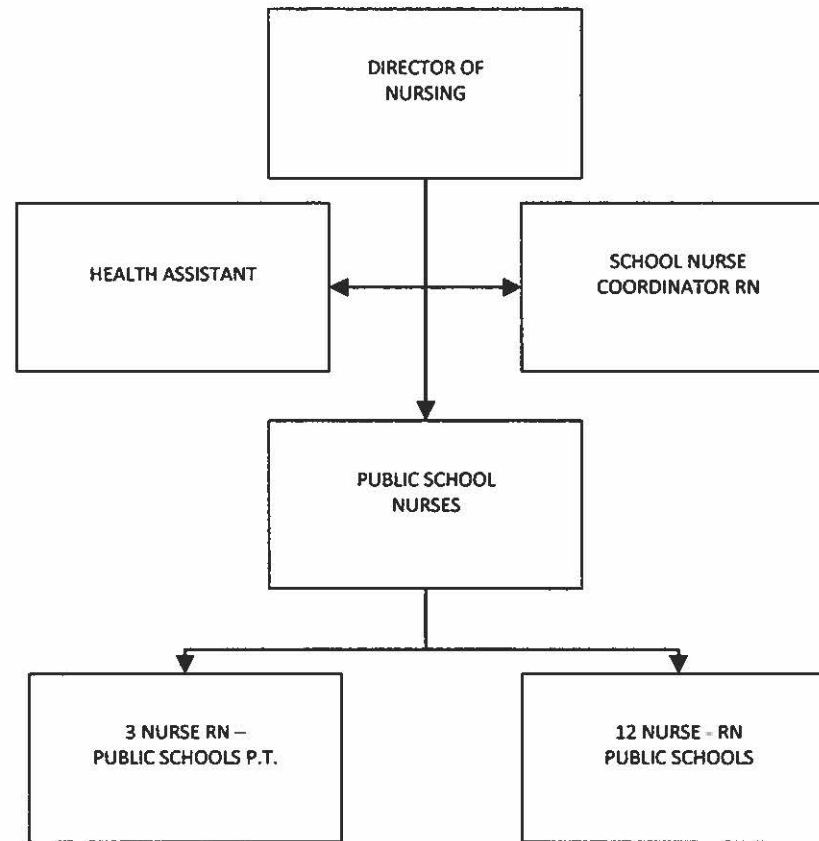 DIRECTOR OF
NURSING
HEALTH ASSISTANT
SCHOOL NURSE
COORDINATOR RN
PUBLIC SCHOOL
NURSES
3 NURSE RN –
PUBLIC SCHOOLS P.T.
12 NURSE - RN
PUBLIC SCHOOLS